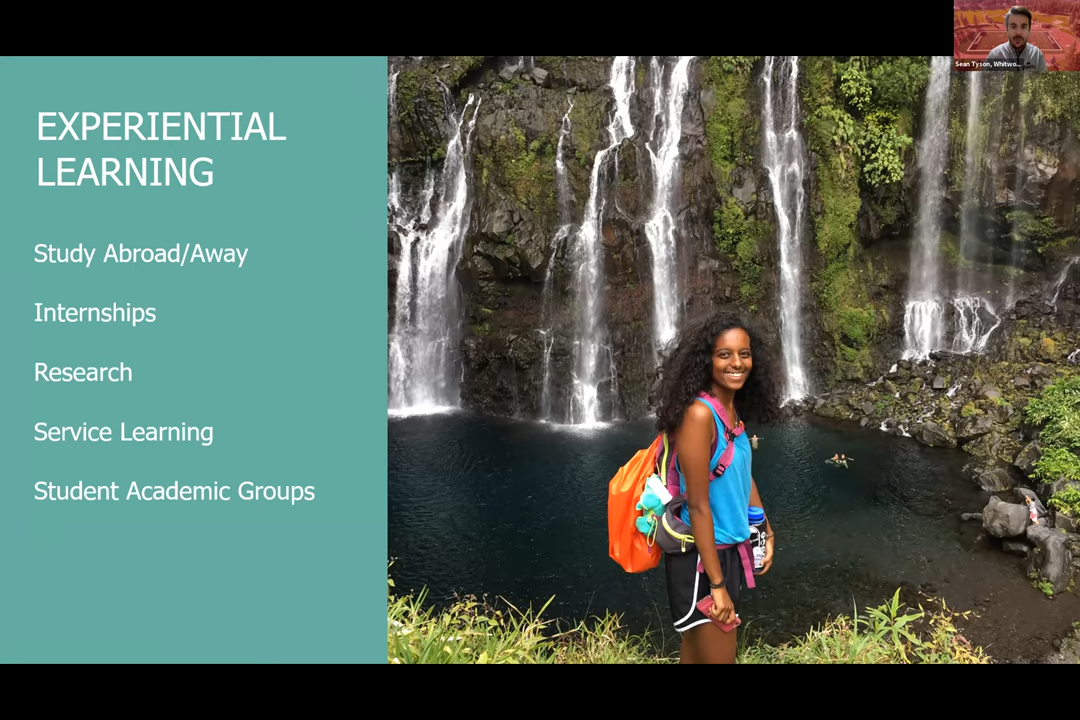 EXPERIENTIAL
LEARNING
Study Abroad/Away
Internships
Research
Service Learning
Student Academic Groups
Sean Tyson, Whitwo...